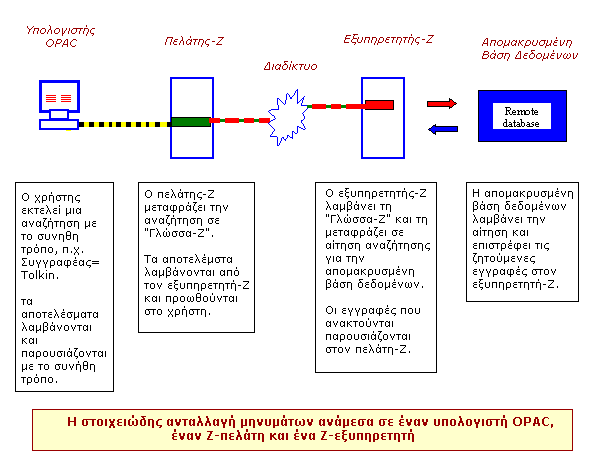 Υπολογιστής
OPAC
Πελάτης-Ζ
Διαδίκτυο
Εξυπηρετητής-Ζ
Απομακρυσμένη
Βάση Δεδομένων
Remote
database
Ο χρήστης
εκτελεί μια
αναζήτηση με
το συνήθη
τρόπο, π.χ.
Συγγραφέας=
Tolkin.
τα
αποτελέσματα
λαμβάνονται
και
παρουσιάζονται
με το συνήθη
τρόπο.
Ο πελάτης-Ζ
μεταφράζει την
αναζήτηση σε
"Γλώσσα-Ζ".
Τα αποτελέμστα
λαμβάνονται από
τον εξυπηρετητή-Ζ
και προωθούνται
στο χρήστη.
Ο εξυπηρετητής-Ζ
λαμβάνει τη
"Γλώσσα-Ζ" και τη
μεταφράζει σε
αίτηση αναζήτησης
για την
απομακρυσμένη
βάση δεδομένων.
Οι εγγραφές που
ανακτούνται
παρουσιάζονται
στον πελάτη-Ζ.
Η απομακρυσμένη
βάση δεδομένων
λαμβάνει την
αίτηση και
επιστρέφει τις
ζητούμενες
εγγραφές στον
εξυπηρετητή-Ζ.
Η στοιχειώδης ανταλλαγή μηνυμάτων ανάμεσα σε έναν υπολογιστή OPAC,
έναν Ζ-πελάτη και ένα Ζ-εξυπηρετητή